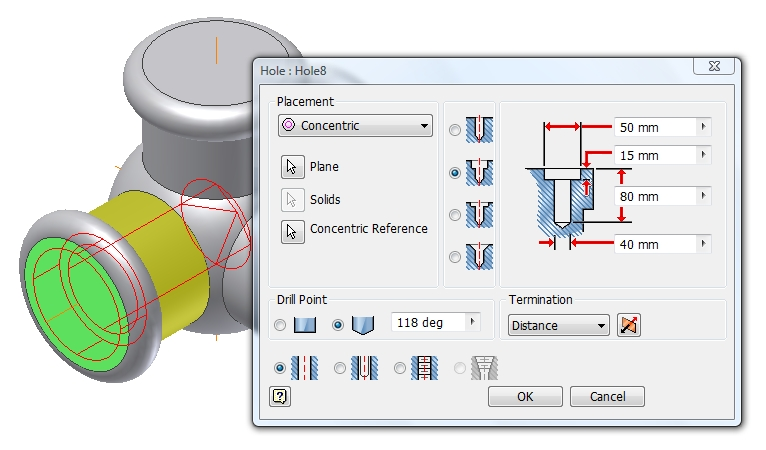 Hole : Hole8
Placement
Concentric
Plane
Solids
Concentric Reference
50 mm
15 mm
80 mm
40 mm
Drill Point
118 deg
Termination
Distance
OK
Cancel